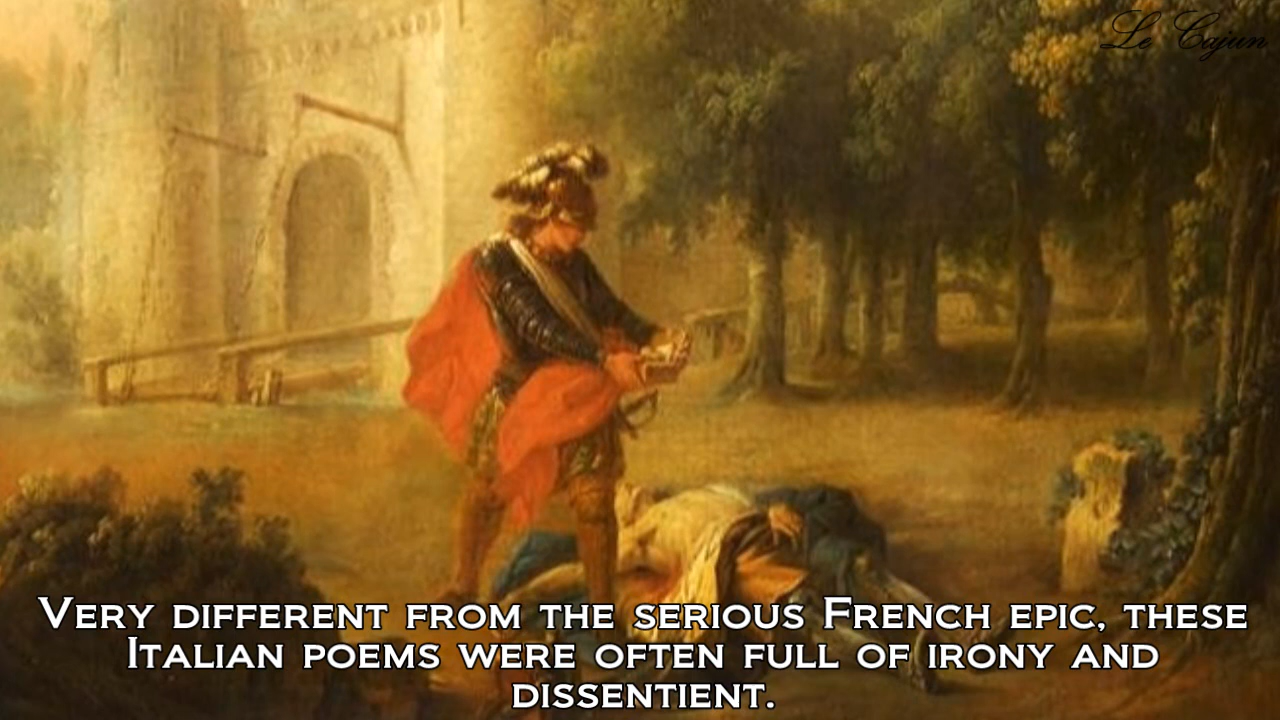 Le Cajun
Very different from the serious French epic, these
Italian poems were often full of irony and
dissentient.